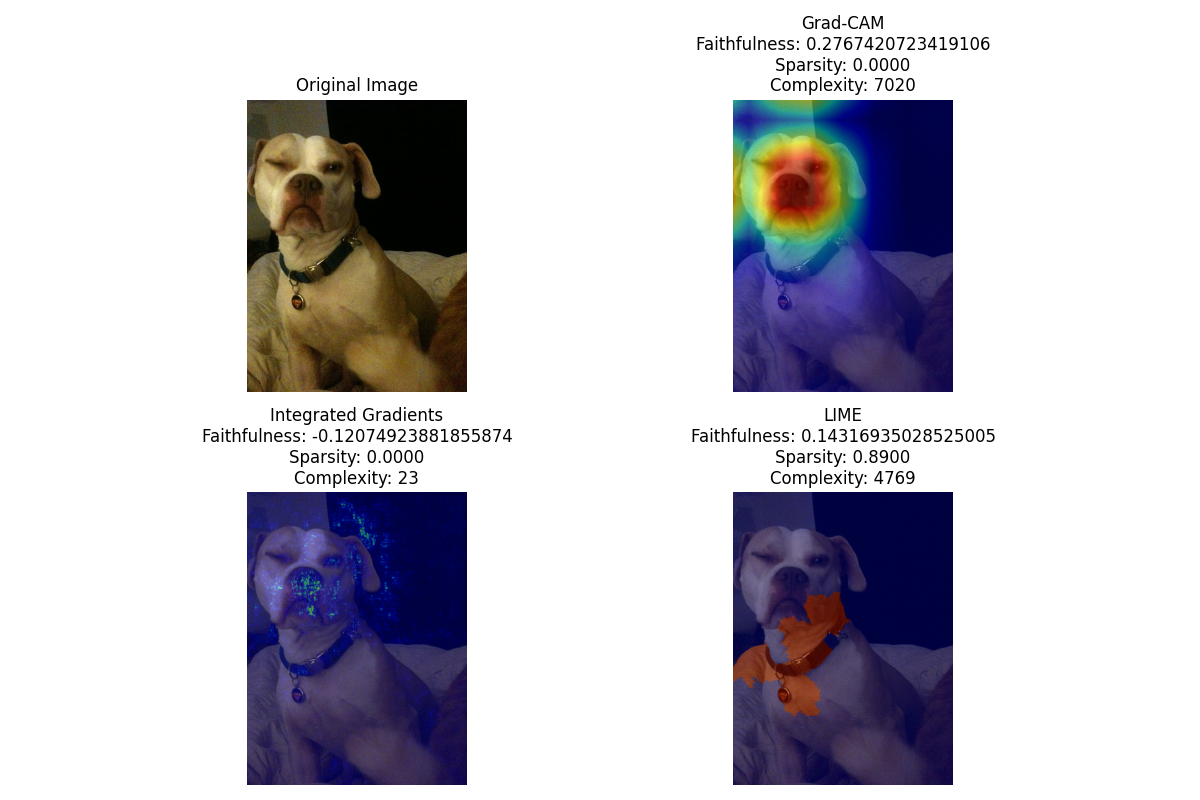 Original Image
Grad-CAM
Faithfulness: 0.2767420723419106
Sparsity: 0.0000
Complexity: 7020
Integrated Gradients
Faithfulness: -0.12074923881855874
Sparsity: 0.0000
Complexity: 23
LIME
Faithfulness: 0.14316935028525005
Sparsity: 0.8900
Complexity: 4769